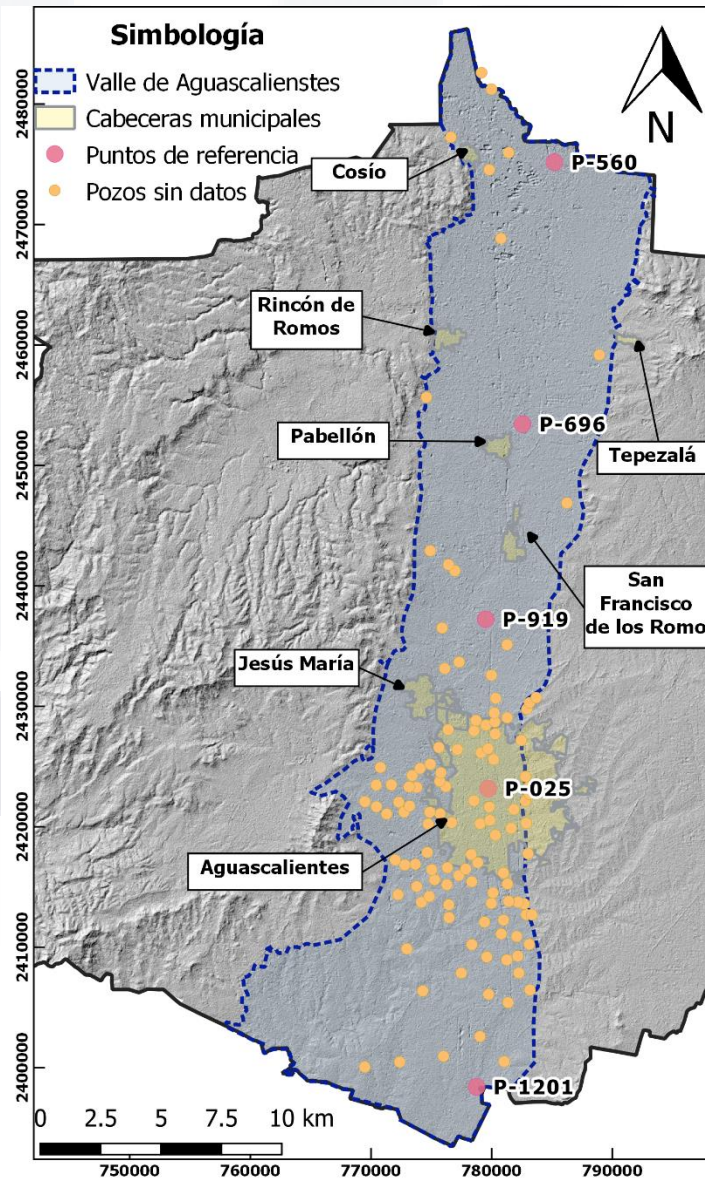 Simbología
Valle de Aguascalienstes
Cabeceras municipales
Puntos de referencia
Pozos sin datos
N
Cosío
P-560
Rincón de
Romos
P-696
Pabellón
Tepezalá
San
Francisco
de los Romo
P-919
Jesús María
P-025
Aguascalientes
P-1201
0 2.5 5 7.5 10 km
2480000
2470000
2460000
2450000
2440000
2430000
2420000
2410000
2400000
750000 760000 770000 780000 790000